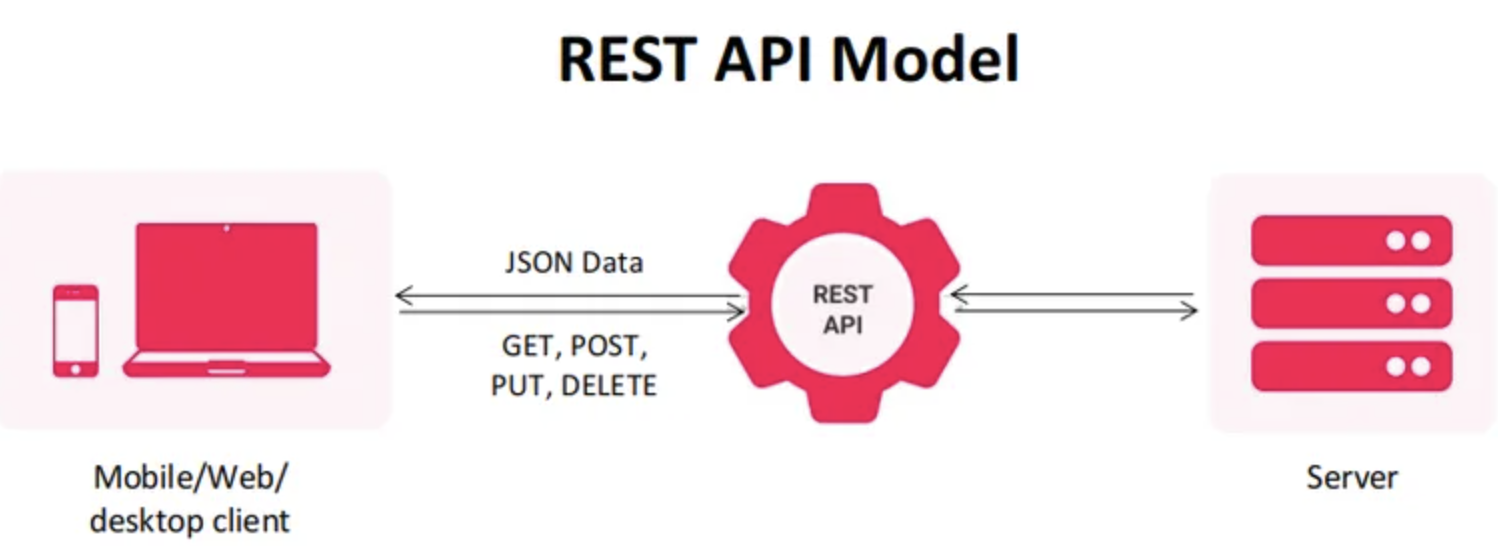 REST API Model
JSON Data
GET, POST,
PUT, DELETE
REST
API
Mobile/Web/
desktop client
Server